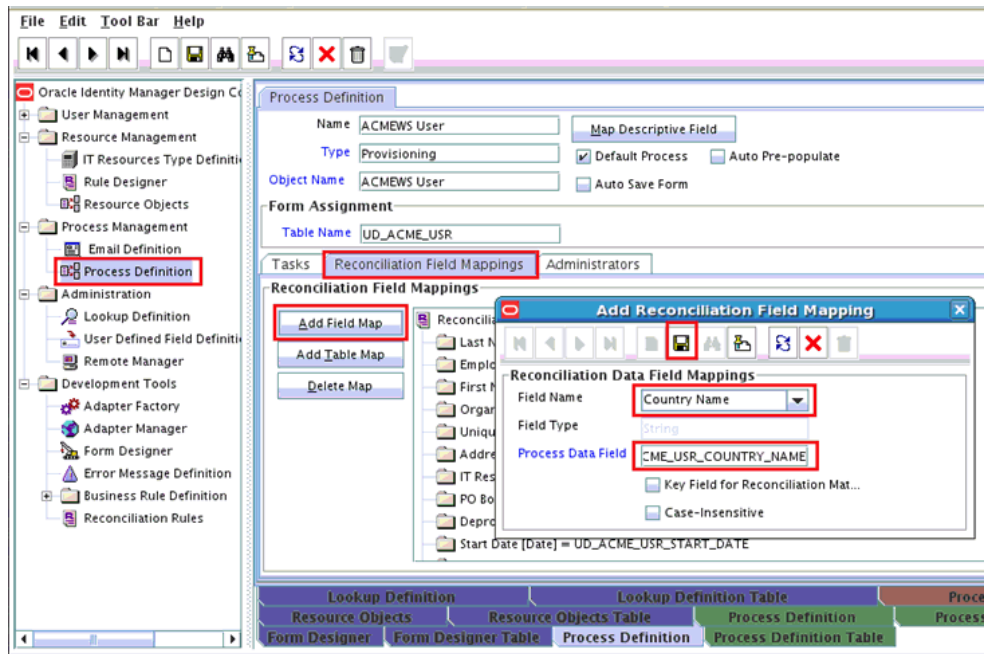 File Edit Tool Bar Help
Oracle Identity Manager Design Co
User Management
Resource Management
IT Resources Type Definiti
Rule Designer
Resource Objects
Process Management
Email Definition
Process Definition
Administration
Lookup Definition
User Defined Field Definiti
Remote Manager
Development Tools
Adapter Factory
Adapter Manager
Form Designer
Error Message Definition
Business Rule Definition
Reconciliation Rules
Process Definition
Name ACMEWS User Map Descriptive Field
Type Provisioning Default Process Auto Pre-populate
Object Name ACMEWS User Auto Save Form
Form Assignment
Table Name UD_ACME_USR
Tasks Reconciliation Field Mappings Administrators
Reconciliation Field Mappings
Add Field Map
Add Table Map
Delete Map
Reconcilia
Last N
Emplo
First N
Organ
Uniqu
Addre
IT Res
PO Bo
Depro
Start Date [Date] = UD_ACME_USR_START_DATE
Add Reconciliation Field Mapping
Reconciliation Data Field Mappings
Field Name Country Name
Field Type String
Process Data Field CME_USR_COUNTRY_NAME
Key Field for Reconciliation Mat...
Case-Insensitive
Lookup Definition Lookup Definition Table Proce
Resource Objects Resource Objects Table Process Definition Process
Form Designer Form Designer Table Process Definition Process Definition Table